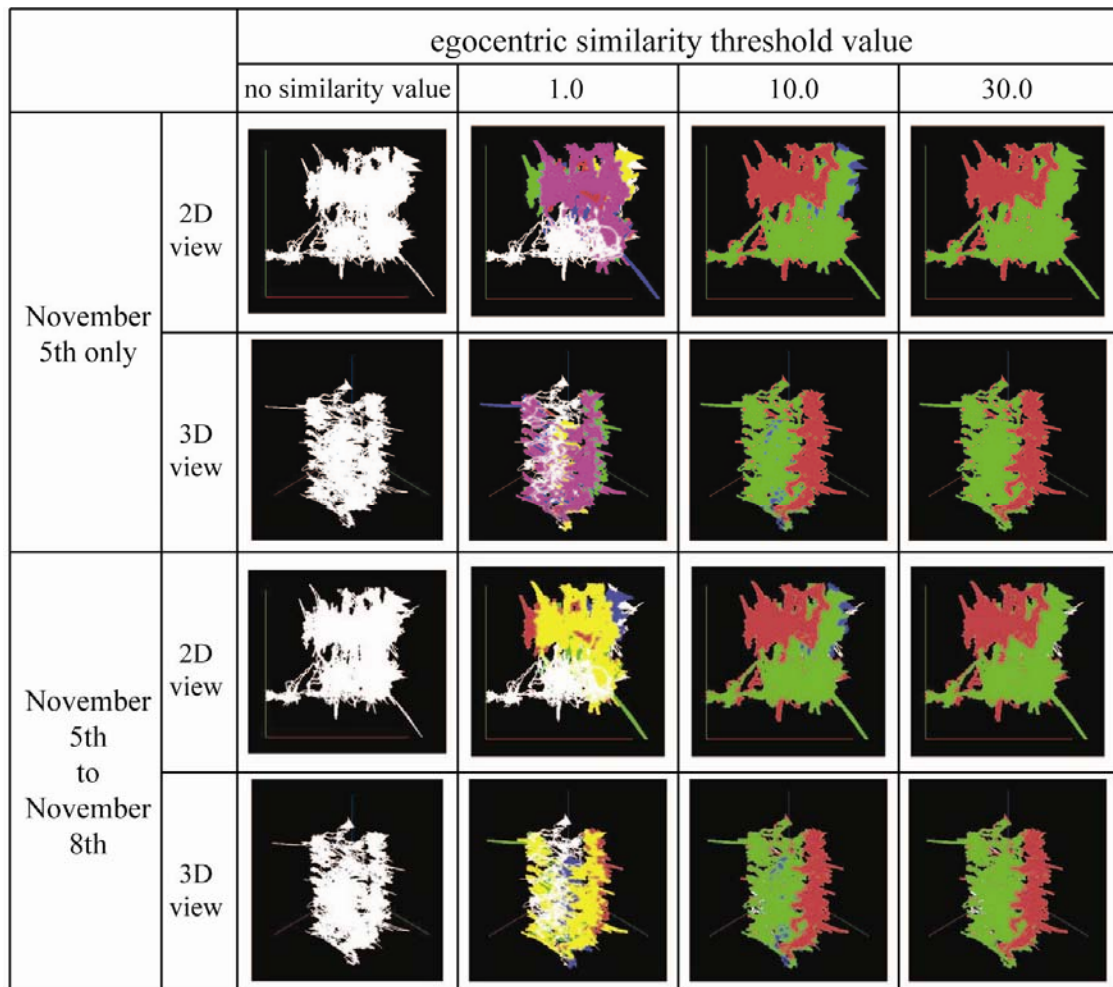 egocentric similarity threshold value
no similarity value
1.0
10.0
30.0
November
5th only
2D
view
3D
view
November
5th
to
November
8th
2D
view
3D
view